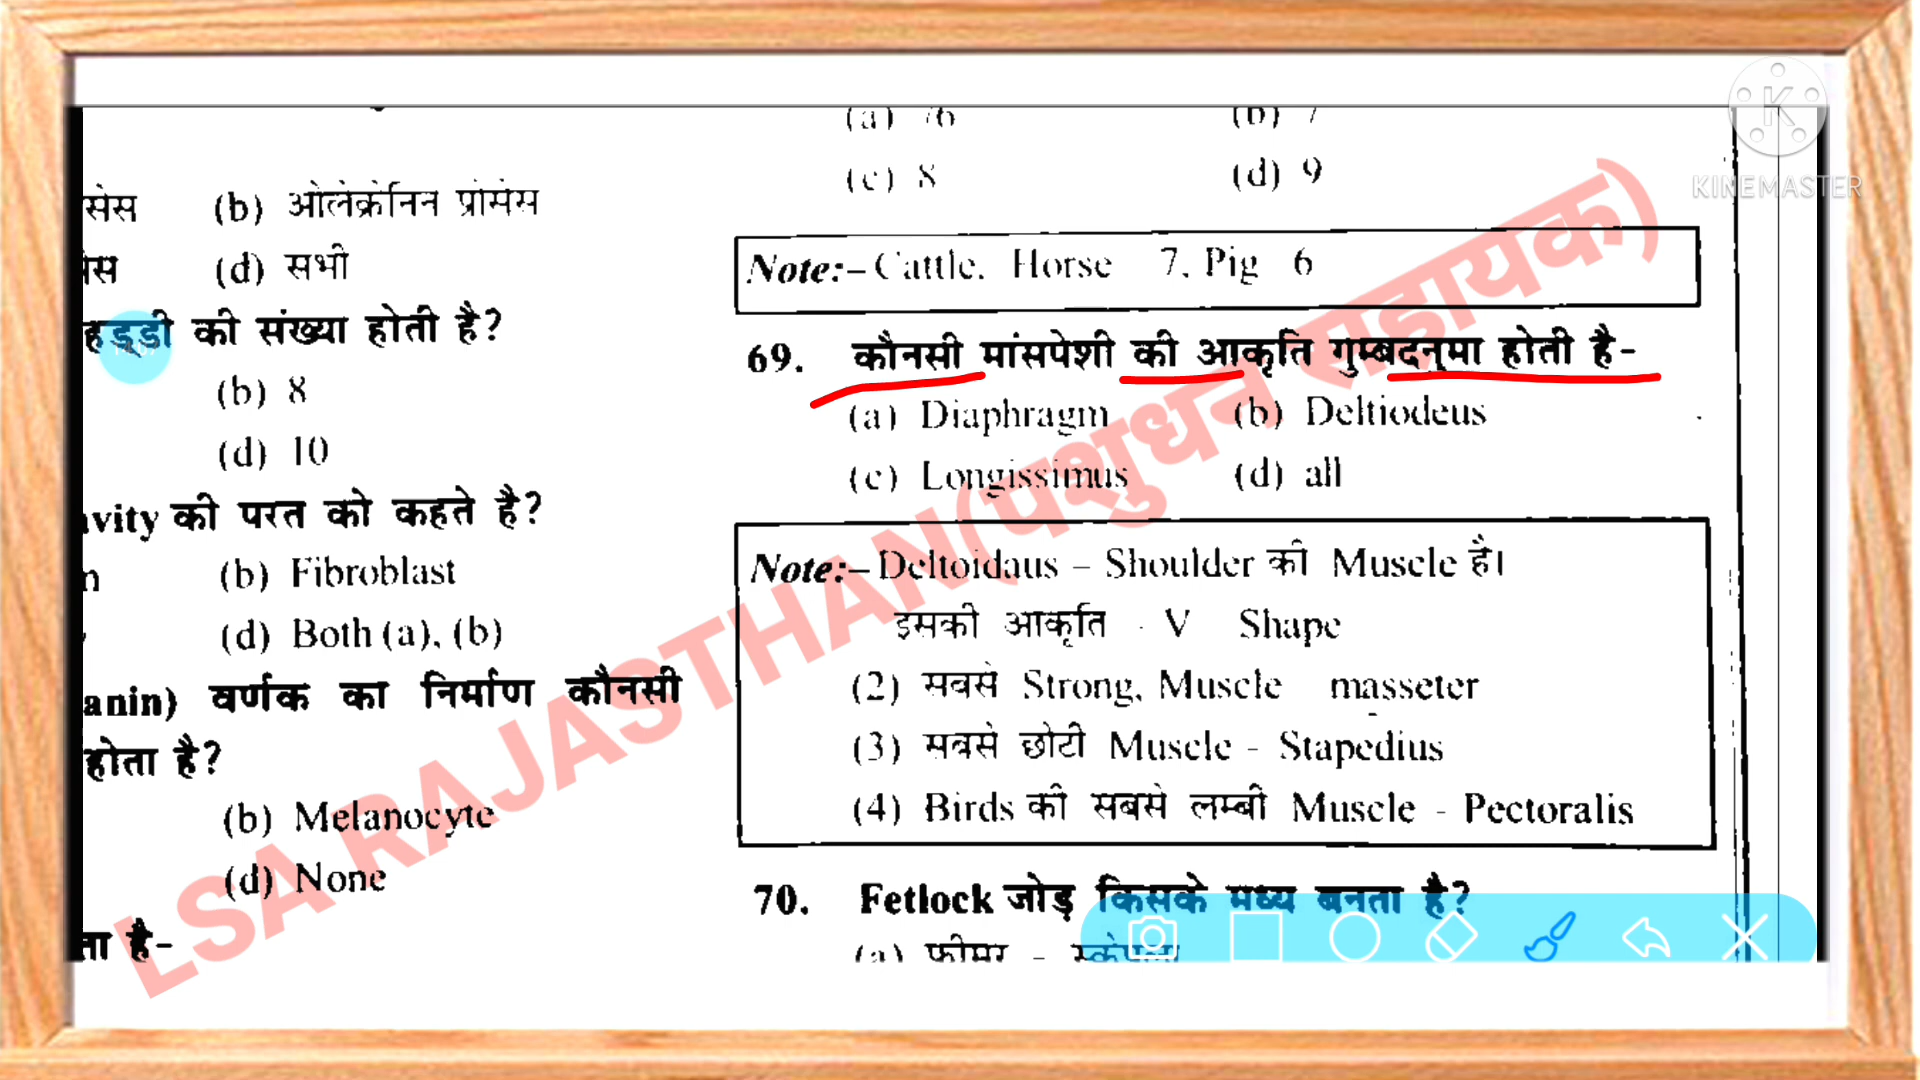 सेस (b) ओलेक्रेनिन प्रोसेस
(d) सभी
हड्डी की संख्या होती है?
(b) 8
(d) 10
की परत को कहते है?
(b) Fibroblast
(d) Both (a), (b)
anin) वर्णक का निर्माण कौनसी
होता है?
(b) Melanocyte
(d) None
ता है-
(a) 76 (b) 7
(c) 8 (d) 9
Note:– Cattle, Horse 7, Pig 6
69. कौनसी मांसपेशी की आकृति गुम्बदनुमा होती है-
(a) Diaphragm (b) Deltiodeus
(c) Longissimus (d) all
Note:– Deltoidaus – Shoulder की Muscle है।
इसकी आकृति - V Shape
(2) सबसे Strong, Muscle masseter
(3) सबसे छोटी Muscle - Stapedius
(4) Birds की सबसे लम्बी Muscle - Pectoralis
70. Fetlock जोड़ किसके मध्य बनता है?
(a) फीमर -
LSA RAJASTHAN(पशुधन सहायक)
K
KINEMASTER